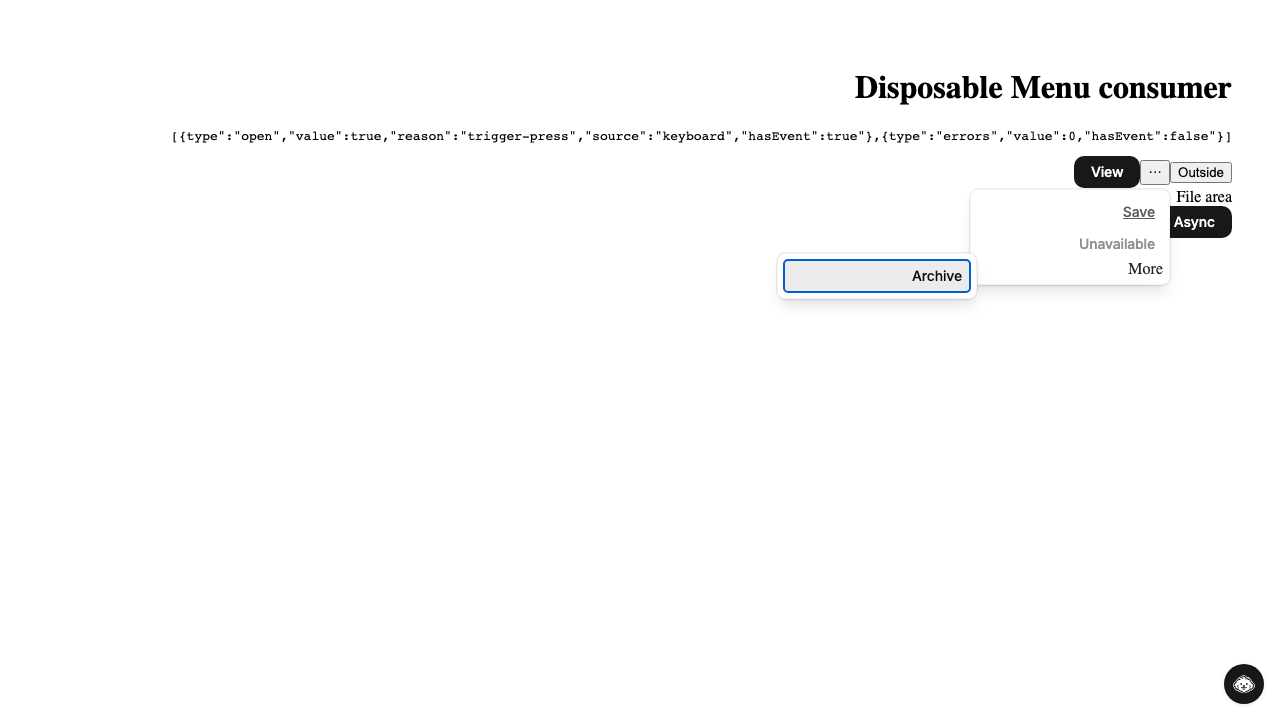 Disposable Menu consumer
[{type":"open","value":true,"reason":"trigger-press","source":"keyboard","hasEvent":true"},{type":"errors","value":0,"hasEvent":false"}]
View ··· Outside
File area
Save
Async
Unavailable
More
Archive